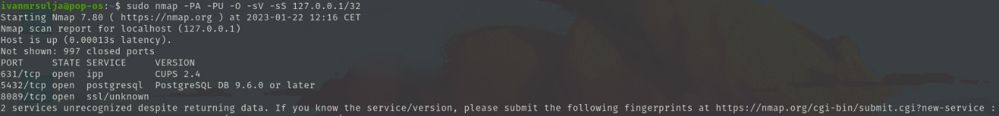 ivanmrsulja@pop-os:~$ sudo nmap -PA -PU -O -sV -sS 127.0.0.1/32
Starting Nmap 7.80 ( https://nmap.org ) at 2023-01-22 12:16 CET
Nmap scan report for localhost (127.0.0.1)
Host is up (0.00013s latency).
Not shown: 997 closed ports
PORT     STATE SERVICE    VERSION
631/tcp  open  ipp        CUPS 2.4
5432/tcp open  postgresql PostgreSQL DB 9.6.0 or later
8089/tcp open  ssl/unknown
2 services unrecognized despite returning data. If you know the service/version, please submit the following fingerprints at https://nmap.org/cgi-bin/submit.cgi?new-service :